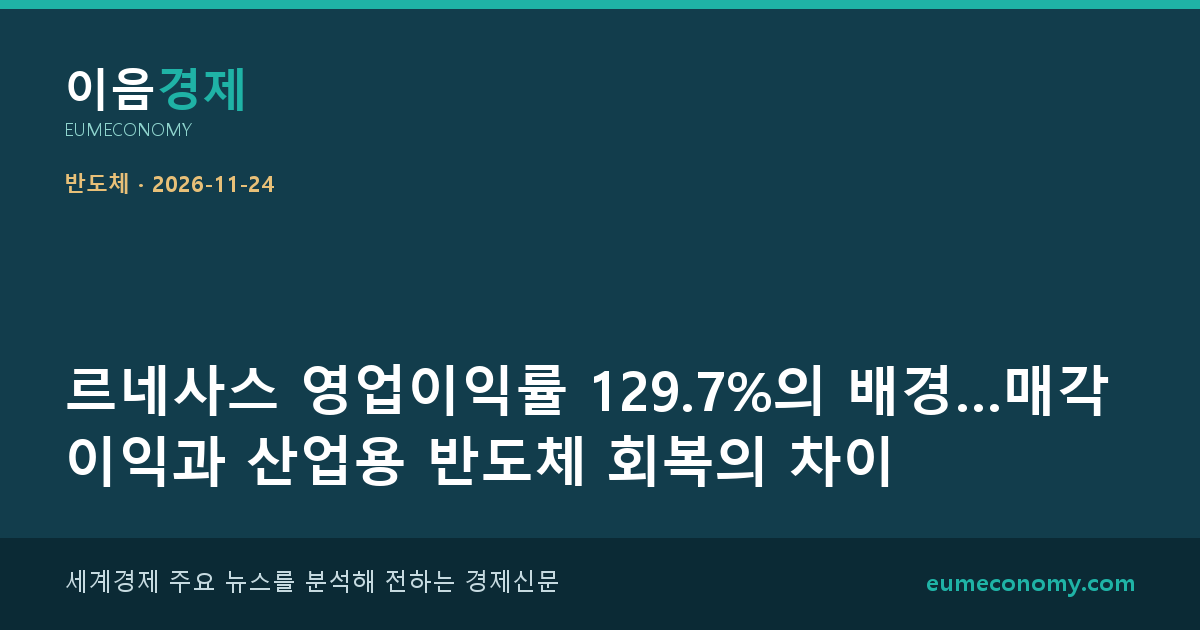 이음경제
EUMECONOMY
반도체 · 2026-11-24
르네사스 영업이익률 129.7%의 배경…매각
이익과 산업용 반도체 회복의 차이
세계경제 주요 뉴스를 분석해 전하는 경제신문
eumeconomy.com